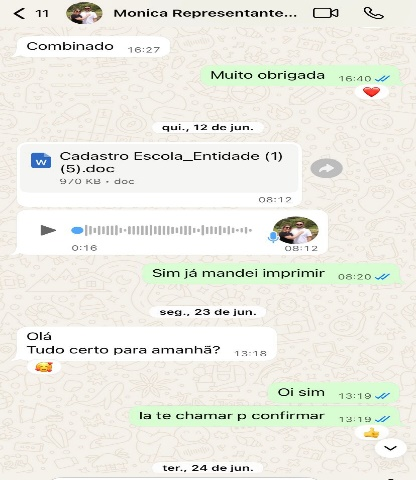 11 Monica Representante...
Combinado 16:27
Muito obrigada 16:40
qui., 12 de jun.
Cadastro Escola_Entidade (1)
(5).doc
W
970 KB • doc
08:12
0:16 08:12
Sim já mandei imprimir 08:20
seg., 23 de jun.
Olá
Tudo certo para amanhã? 13:18
Oi sim 13:19
Ia te chamar p confirmar 13:19
ter., 24 de jun.